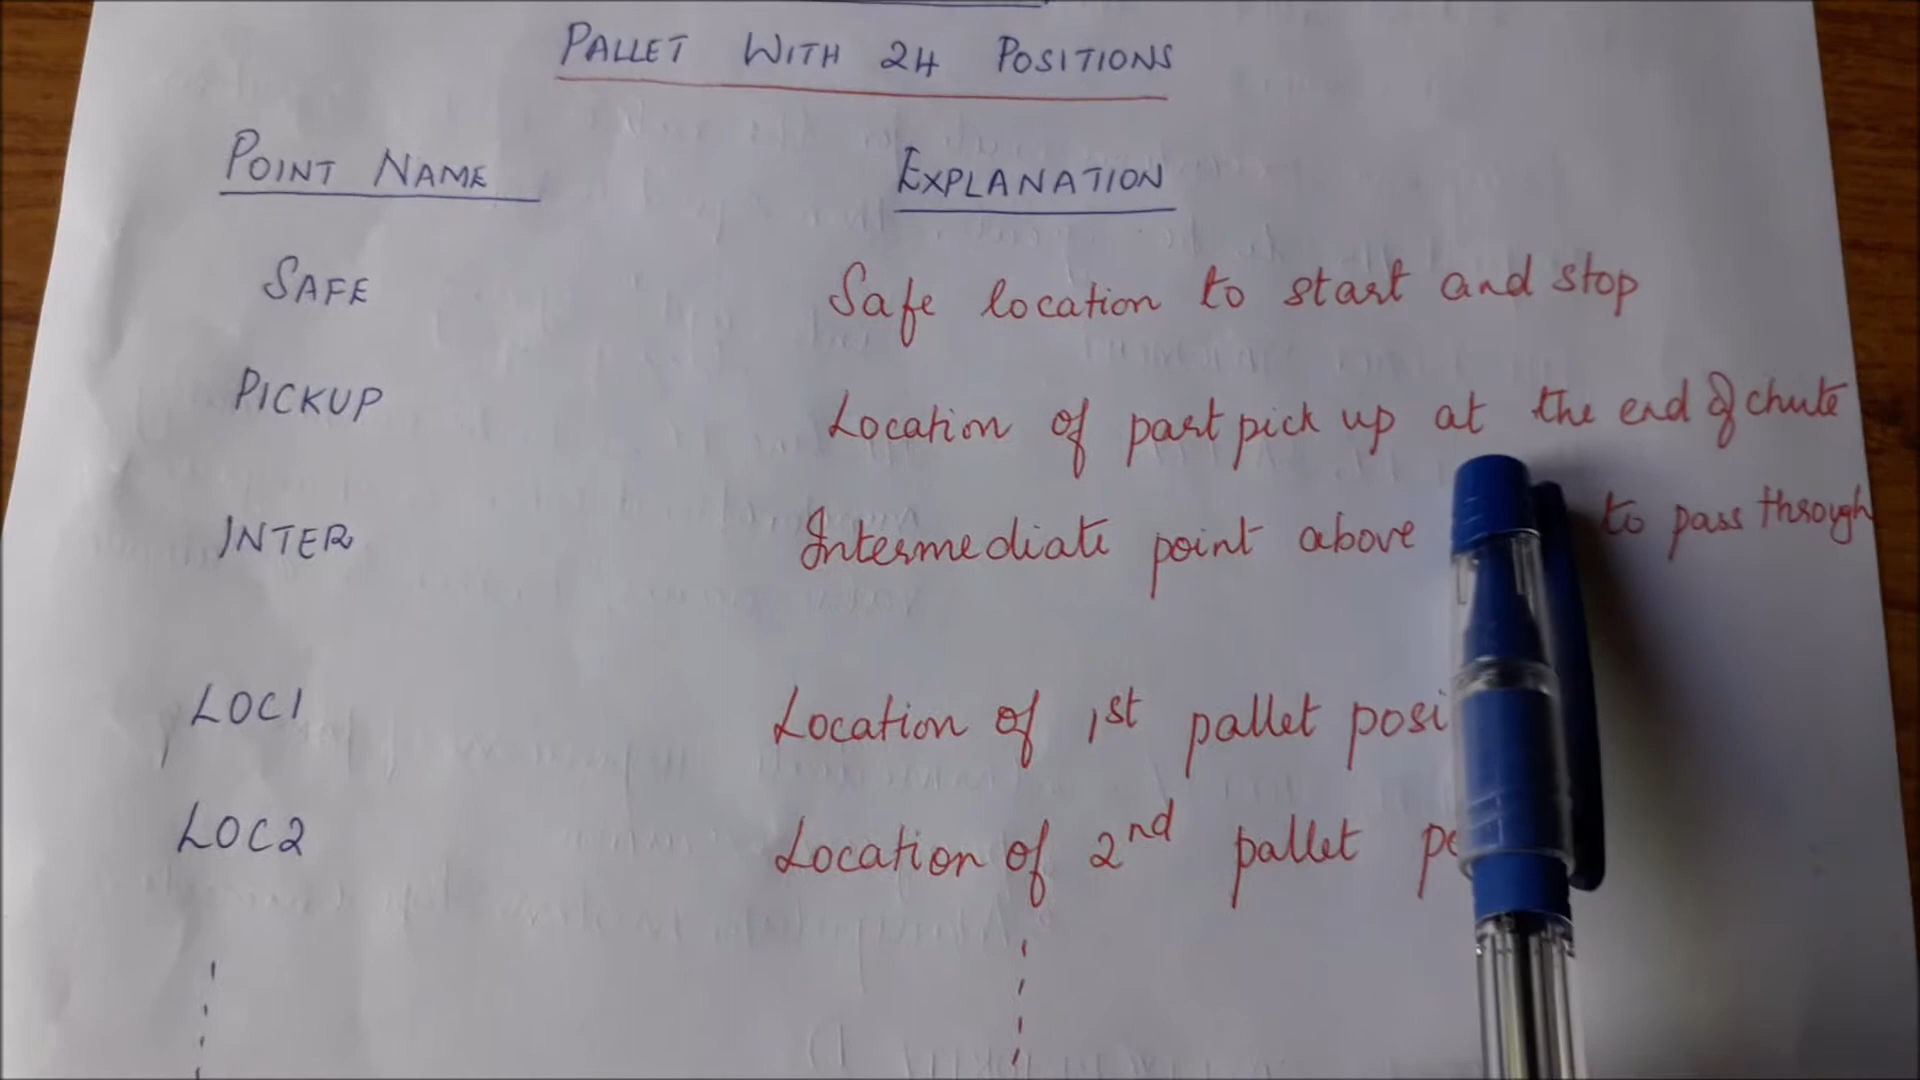 PALLET WITH 24 POSITIONS
POINT NAME EXPLANATION
SAFE Safe location to start and stop
PICKUP Location of part pick up at the end of chute
INTER Intermediate point above to pass through
LOC1 Location of 1st pallet posi
LOC2 Location of 2nd pallet po